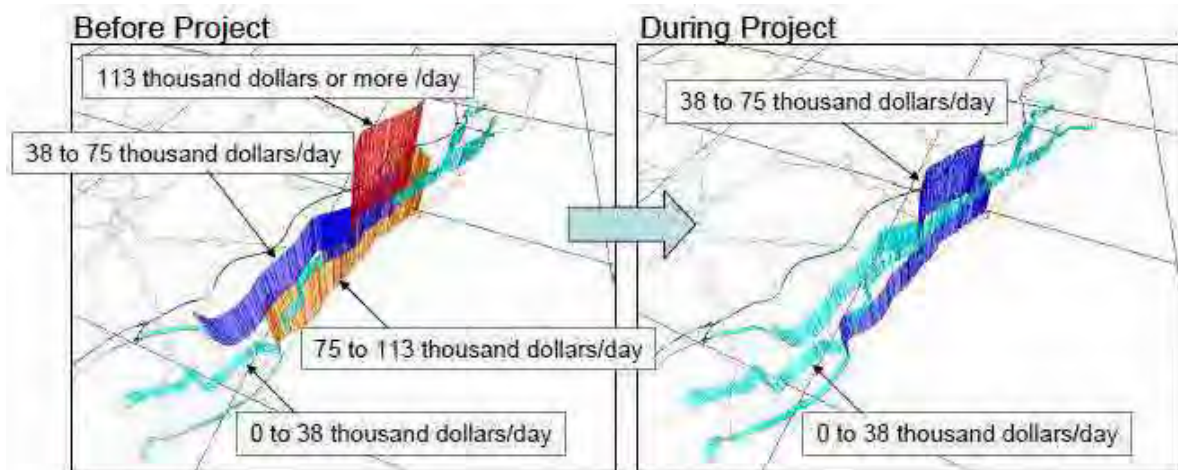 Before Project
113 thousand dollars or more /day
38 to 75 thousand dollars/day
75 to 113 thousand dollars/day
0 to 38 thousand dollars/day
During Project
38 to 75 thousand dollars/day
0 to 38 thousand dollars/day